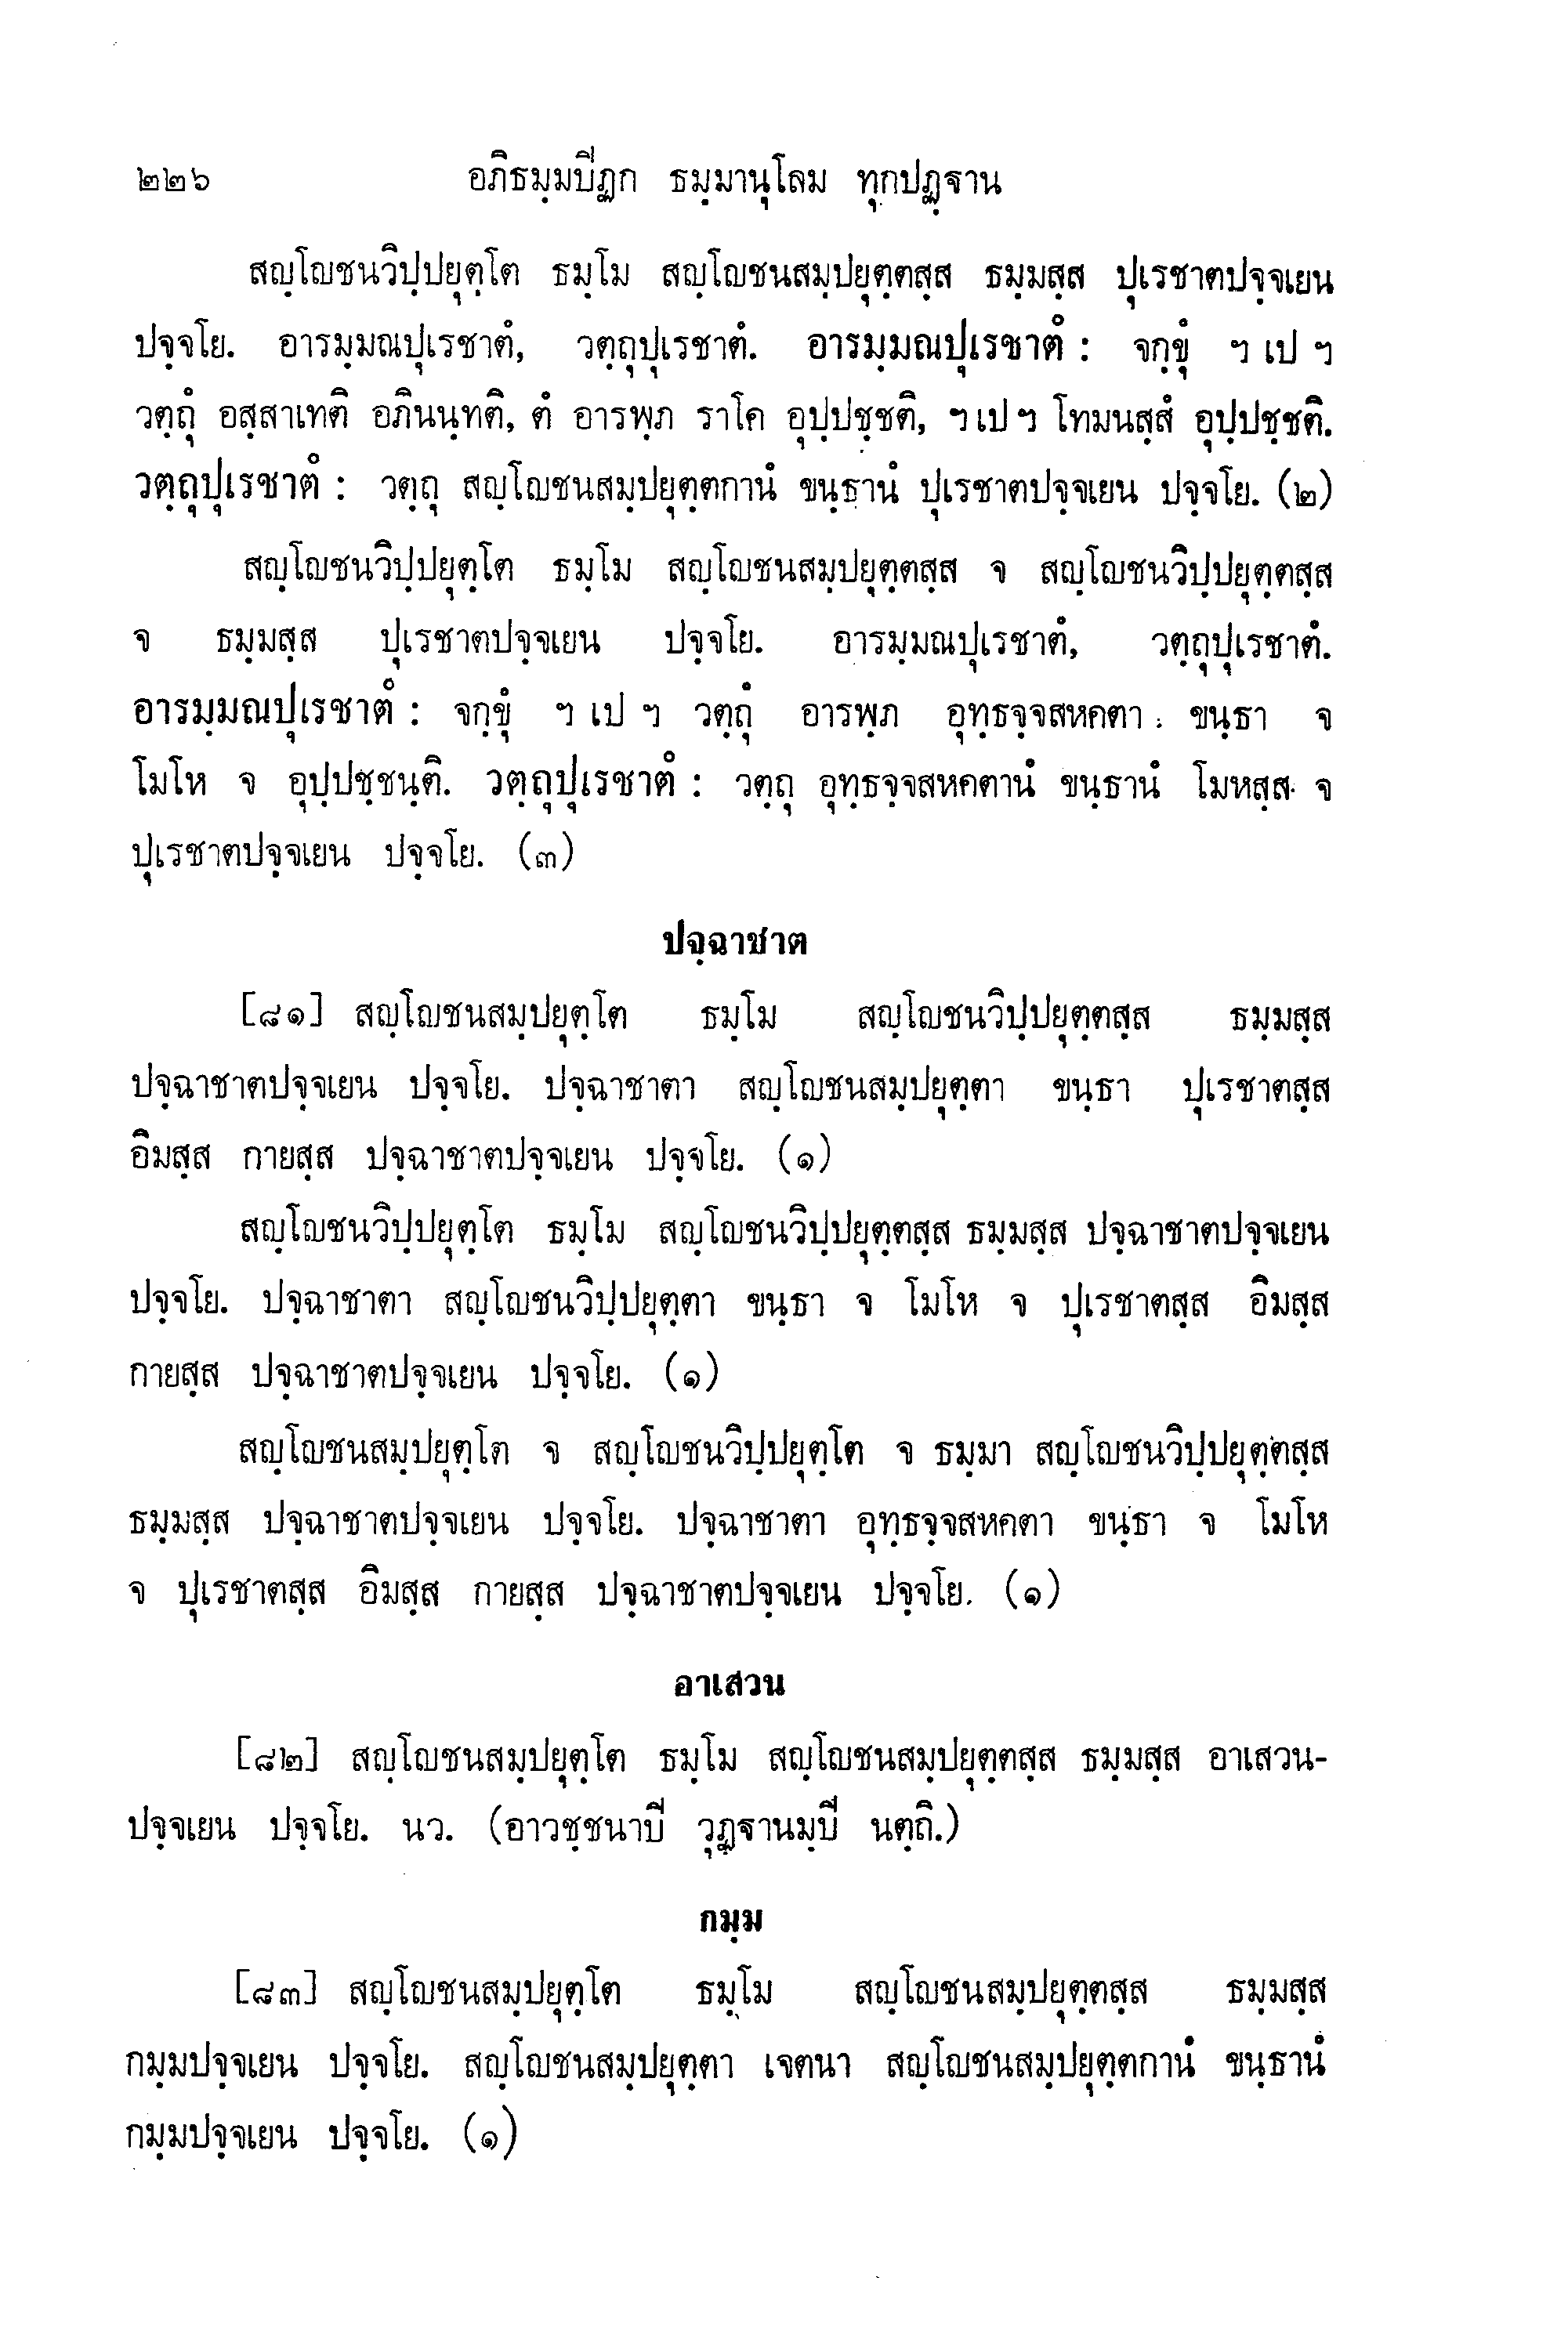 ๒๒๖ อภิธมฺมปิฏก ธมฺมานุโลม ทุกปฏฺฐาน
สญฺโญชนวิปฺปยุตฺโต ธมฺโม สญฺโญชนสมฺปยุตฺตสฺส ธมฺมสฺส ปุเรชาตปจฺจเยน
ปจฺจโย. อารมฺมณปุเรชาตํ, วตฺถุปุเรชาตํ. อารมฺมณปุเรชาตํ : จกฺขุํ ฯ เป ฯ
วตฺถุํ อสฺสาเทติ อภินนฺทติ, ตํ อารพฺภ ราโค อุปฺปชฺชติ, ฯ เป ฯ โทมนสฺสํ อุปฺปชฺชติ.
วตฺถุปุเรชาตํ : วตฺถุ สญฺโญชนสมฺปยุตฺตกานํ ขนฺธานํ ปุเรชาตปจฺจเยน ปจฺจโย. (๒)
สญฺโญชนวิปฺปยุตฺโต ธมฺโม สญฺโญชนสมฺปยุตฺตสฺส จ สญฺโญชนวิปฺปยุตฺตสฺส
จ ธมฺมสฺส ปุเรชาตปจฺจเยน ปจฺจโย. อารมฺมณปุเรชาตํ, วตฺถุปุเรชาตํ.
อารมฺมณปุเรชาตํ : จกฺขุํ ฯ เป ฯ วตฺถุํ อารพฺภ อุทฺธจฺจสหคตา ขนฺธา จ
โมโห จ อุปฺปชฺชนฺติ. วตฺถุปุเรชาตํ : วตฺถุ อุทฺธจฺจสหคตานํ ขนฺธานํ โมหสฺส จ
ปุเรชาตปจฺจเยน ปจฺจโย. (๓)
ปจฺฉาชาต
[๘๑] สญฺโญชนสมฺปยุตฺโต ธมฺโม สญฺโญชนวิปฺปยุตฺตสฺส ธมฺมสฺส
ปจฺฉาชาตปจฺจเยน ปจฺจโย. ปจฺฉาชาตา สญฺโญชนสมฺปยุตฺตา ขนฺธา ปุเรชาตสฺส
อิมสฺส กายสฺส ปจฺฉาชาตปจฺจเยน ปจฺจโย. (๑)
สญฺโญชนวิปฺปยุตฺโต ธมฺโม สญฺโญชนวิปฺปยุตฺตสฺส ธมฺมสฺส ปจฺฉาชาตปจฺจเยน
ปจฺจโย. ปจฺฉาชาตา สญฺโญชนวิปฺปยุตฺตา ขนฺธา จ โมโห จ ปุเรชาตสฺส อิมสฺส
กายสฺส ปจฺฉาชาตปจฺจเยน ปจฺจโย. (๑)
สญฺโญชนสมฺปยุตฺโต จ สญฺโญชนวิปฺปยุตฺโต จ ธมฺมา สญฺโญชนวิปฺปยุตฺตสฺส
ธมฺมสฺส ปจฺฉาชาตปจฺจเยน ปจฺจโย. ปจฺฉาชาตา อุทฺธจฺจสหคตา ขนฺธา จ โมโห
จ ปุเรชาตสฺส อิมสฺส กายสฺส ปจฺฉาชาตปจฺจเยน ปจฺจโย. (๑)
อาเสวน
[๘๒] สญฺโญชนสมฺปยุตฺโต ธมฺโม สญฺโญชนสมฺปยุตฺตสฺส ธมฺมสฺส อาเสวน-
ปจฺจเยน ปจฺจโย. นว. (อาวชฺชนาปิ วุฏฺฐานมฺปิ นตฺถิ.)
กมฺม
[๘๓] สญฺโญชนสมฺปยุตฺโต ธมฺโม สญฺโญชนสมฺปยุตฺตสฺส ธมฺมสฺส
กมฺมปจฺจเยน ปจฺจโย. สญฺโญชนสมฺปยุตฺตา เจตนา สญฺโญชนสมฺปยุตฺตกานํ ขนฺธานํ
กมฺมปจฺจเยน ปจฺจโย. (๑)